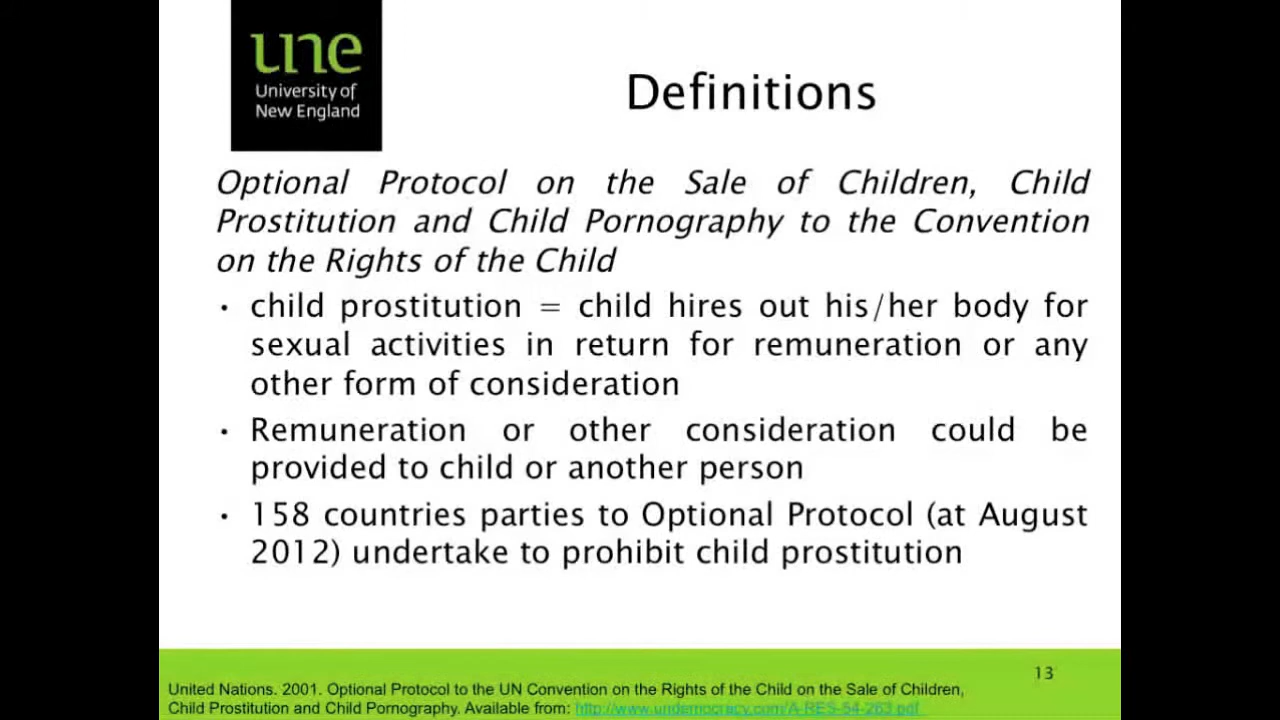 une
University of
New England
Definitions
Optional Protocol on the Sale of Children, Child
Prostitution and Child Pornography to the Convention
on the Rights of the Child
• child prostitution = child hires out his/her body for
sexual activities in return for remuneration or any
other form of consideration
• Remuneration or other consideration could be
provided to child or another person
• 158 countries parties to Optional Protocol (at August
2012) undertake to prohibit child prostitution
13
United Nations. 2001. Optional Protocol to the UN Convention on the Rights of the Child on the Sale of Children,
Child Prostitution and Child Pornography. Available from: http://www.undemocracy.com/A-RES-54-263.pdf